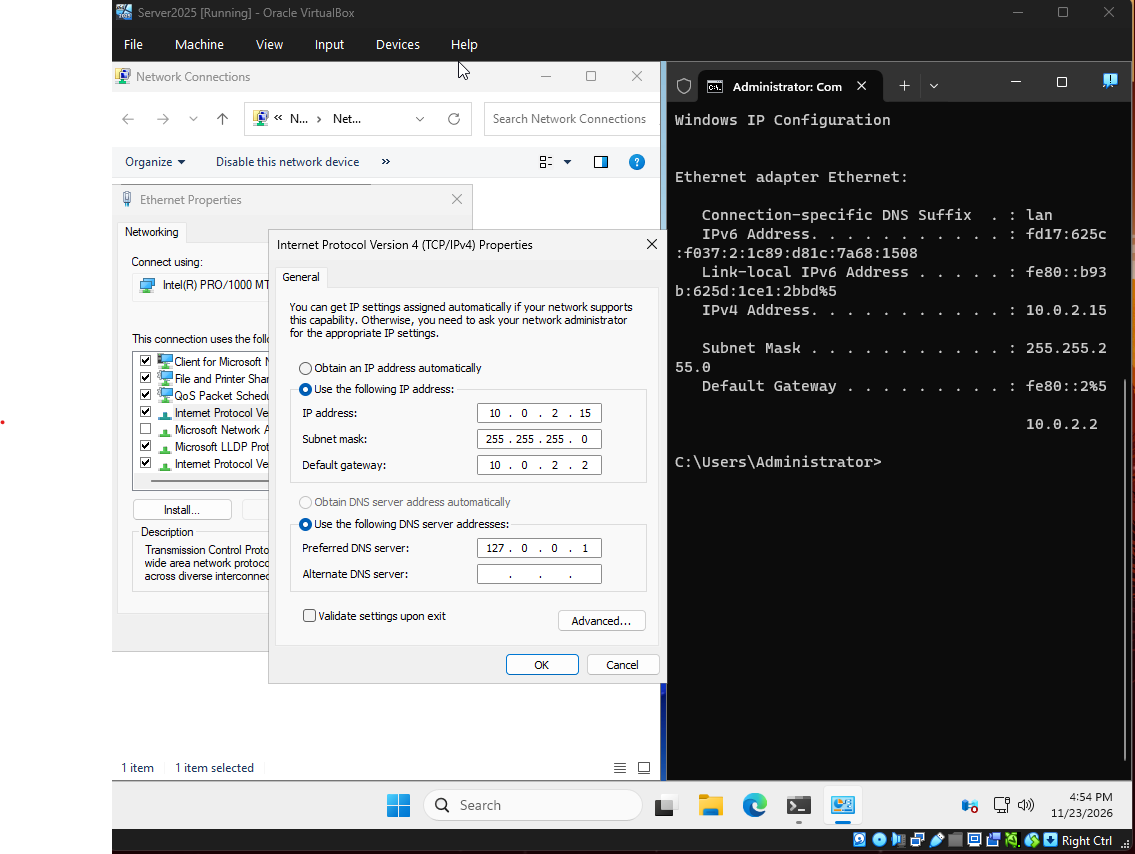 Server2025 [Running] - Oracle VirtualBox
File Machine View Input Devices Help
Network Connections
« N... › Net...
Search Network Connections
Organize
Disable this network device
»
Ethernet Properties
Networking
Connect using:
Intel(R) PRO/1000 MT
This connection uses the follo
Client for Microsoft N
File and Printer Shar
QoS Packet Schedu
Internet Protocol Ve
Microsoft Network A
Microsoft LLDP Prot
Internet Protocol Ve
Install...
Description
Transmission Control Proto
wide area network protoco
across diverse interconnec
Internet Protocol Version 4 (TCP/IPv4) Properties
General
You can get IP settings assigned automatically if your network supports
this capability. Otherwise, you need to ask your network administrator
for the appropriate IP settings.
Obtain an IP address automatically
Use the following IP address:
IP address: 10 . 0 . 2 . 15
Subnet mask: 255 . 255 . 255 . 0
Default gateway: 10 . 0 . 2 . 2
Obtain DNS server address automatically
Use the following DNS server addresses:
Preferred DNS server: 127 . 0 . 0 . 1
Alternate DNS server: . . .
Validate settings upon exit
Advanced...
OK
Cancel
1 item
1 item selected
Administrator: Com
Windows IP Configuration
Ethernet adapter Ethernet:
Connection-specific DNS Suffix . : lan
IPv6 Address. . . . . . . . . . . : fd17:625c
:f037:2:1c89:d81c:7a68:1508
Link-local IPv6 Address . . . . . : fe80::b93
b:625d:1ce1:2bbd%5
IPv4 Address. . . . . . . . . . . : 10.0.2.15
Subnet Mask . . . . . . . . . . . : 255.255.2
55.0
Default Gateway . . . . . . . . . : fe80::2%5
10.0.2.2
C:\Users\Administrator>
Search
4:54 PM
11/23/2026
Right Ctrl